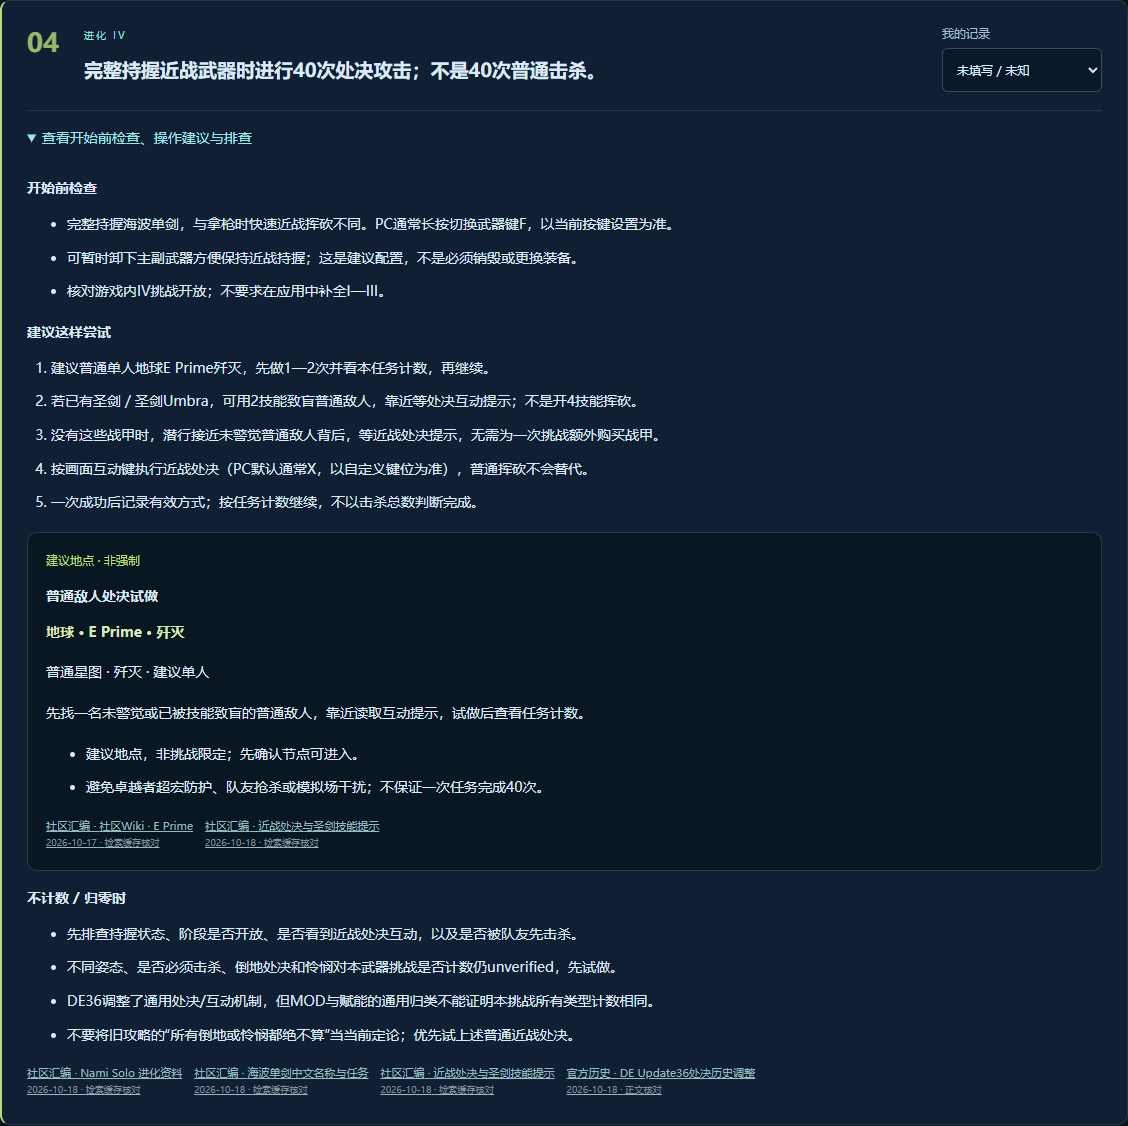 04
进化 IV
完整持握近战武器时进行40次处决攻击；不是40次普通击杀。
我的记录
未填写 / 未知
▼ 查看开始前检查、操作建议与排查
开始前检查
• 完整持握海波单剑，与拿枪时快速近战挥砍不同。PC通常长按切换武器键F，以当前按键设置为准。
• 可暂时卸下主副武器方便保持近战持握；这是建议配置，不是必须销毁或更换装备。
• 核对游戏内IV挑战开放；不要求在应用中补全I—III。
建议这样尝试
1. 建议普通单人地球E Prime歼灭，先做1—2次并看本任务计数，再继续。
2. 若已有圣剑 / 圣剑Umbra，可用2技能致盲普通敌人，靠近等处决互动提示；不是开4技能挥砍。
3. 没有这些战甲时，潜行接近未警觉普通敌人背后，等近战处决提示，无需为一次挑战额外购买战甲。
4. 按画面互动键执行近战处决（PC默认通常X，以自定义键位为准），普通挥砍不会替代。
5. 一次成功后记录有效方式；按任务计数继续，不以击杀总数判断完成。
建议地点 · 非强制
普通敌人处决试做
地球 • E Prime • 歼灭
普通星图 · 歼灭 · 建议单人
先找一名未警觉或已被技能致盲的普通敌人，靠近读取互动提示，试做后查看任务计数。
• 建议地点，非挑战限定；先确认节点可进入。
• 避免卓越者超宏防护、队友抢杀或模拟场干扰；不保证一次任务完成40次。
社区汇编 · 社区Wiki · E Prime 社区汇编 · 近战处决与圣剑技能提示
2026-10-17 · 检索缓存核对 2026-10-18 · 检索缓存核对
不计数 / 归零时
• 先排查持握状态、阶段是否开放、是否看到近战处决互动，以及是否被队友先击杀。
• 不同姿态、是否必须击杀、倒地处决和怜悯对本武器挑战是否计数仍unverified，先试做。
• DE36调整了通用处决/互动机制，但MOD与赋能的通用归类不能证明本挑战所有类型计数相同。
• 不要将旧攻略的“所有倒地或怜悯都绝不算”当当前定论；优先试上述普通近战处决。
社区汇编 · Nami Solo 进化资料 社区汇编 · 海波单剑中文名称与任务 社区汇编 · 近战处决与圣剑技能提示 官方历史 · DE Update36处决历史调整
2026-10-18 · 检索缓存核对 2026-10-18 · 检索缓存核对 2026-10-18 · 检索缓存核对 2026-10-18 · 正文核对